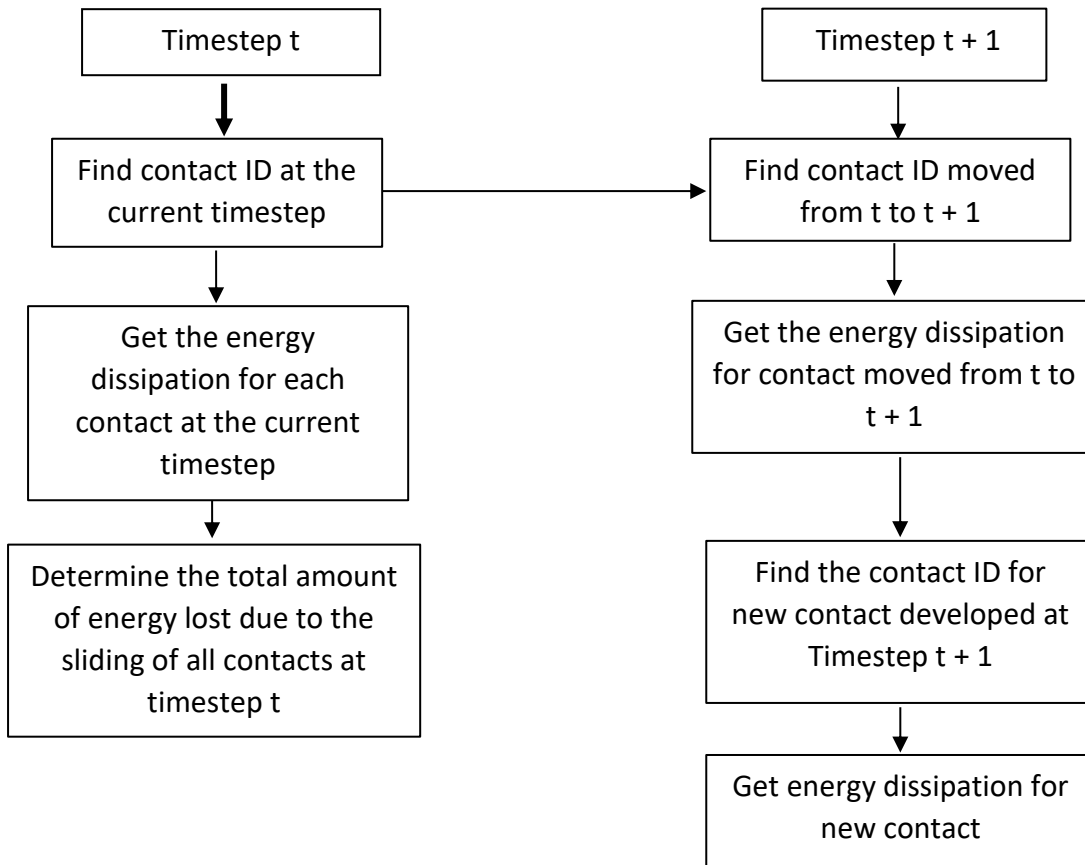 Timestep t
Find contact ID at the
current timestep
Get the energy
dissipation for each
contact at the current
timestep
Determine the total amount
of energy lost due to the
sliding of all contacts at
timestep t
Timestep t + 1
Find contact ID moved
from t to t + 1
Get the energy dissipation
for contact moved from t to
t + 1
Find the contact ID for
new contact developed at
Timestep t + 1
Get energy dissipation for
new contact